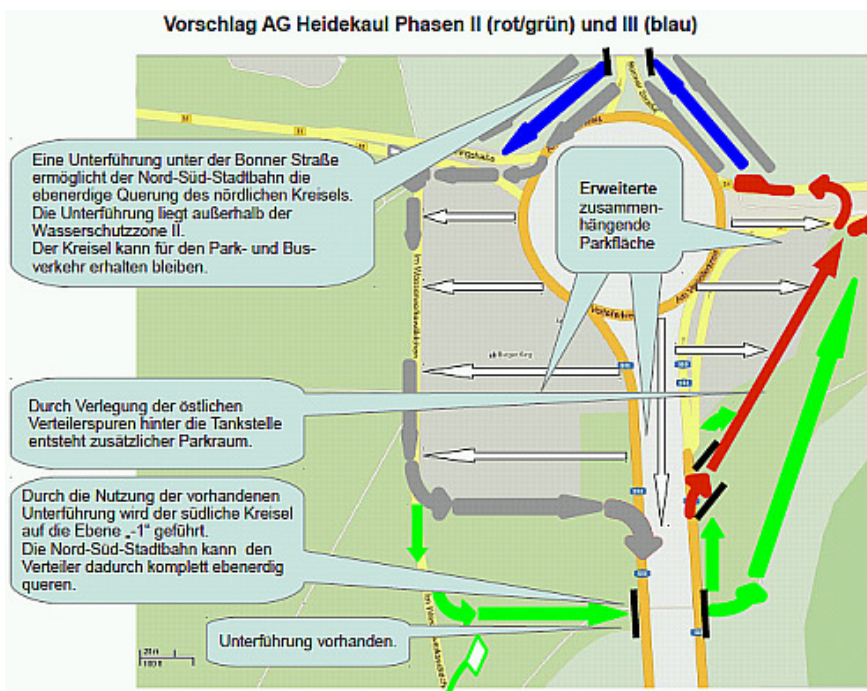 Vorschlag AG Heidekaul Phasen II (rot/grün) und III (blau)
Eine Unterführung unter der Bonner Straße
ermöglicht der Nord-Süd-Stadtbahn die
ebenerdige Querung des nördlichen Kreisels.
Die Unterführung liegt außerhalb der
Wasserschutzzone II.
Der Kreisel kann für den Park- und Bus-
verkehr erhalten bleiben.
Erweiterte
zusammen-
hängende
Parkfläche
Im Wasserwerkswäldchen
Burger King
Durch Verlegung der östlichen
Verteilerspuren hinter die Tankstelle
entsteht zusätzlicher Parkraum.
Durch die Nutzung der vorhandenen
Unterführung wird der südliche Kreisel
auf die Ebene „-1“ geführt.
Die Nord-Süd-Stadtbahn kann den
Verteiler dadurch komplett ebenerdig
queren.
Unterführung vorhanden.